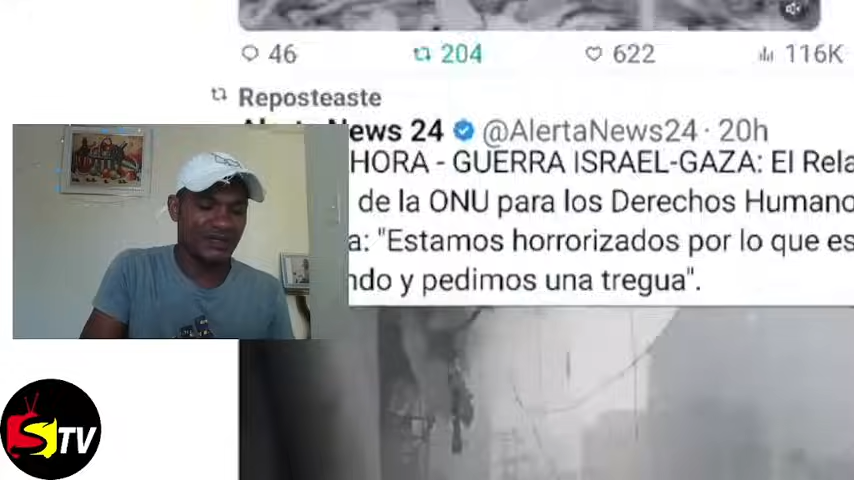 46 204 622 116K
Reposteaste
News 24 @AlertaNews24 · 20h
HORA - GUERRA ISRAEL-GAZA: El Rela
de la ONU para los Derechos Humano
a: "Estamos horrorizados por lo que es
ndo y pedimos una tregua".
STV